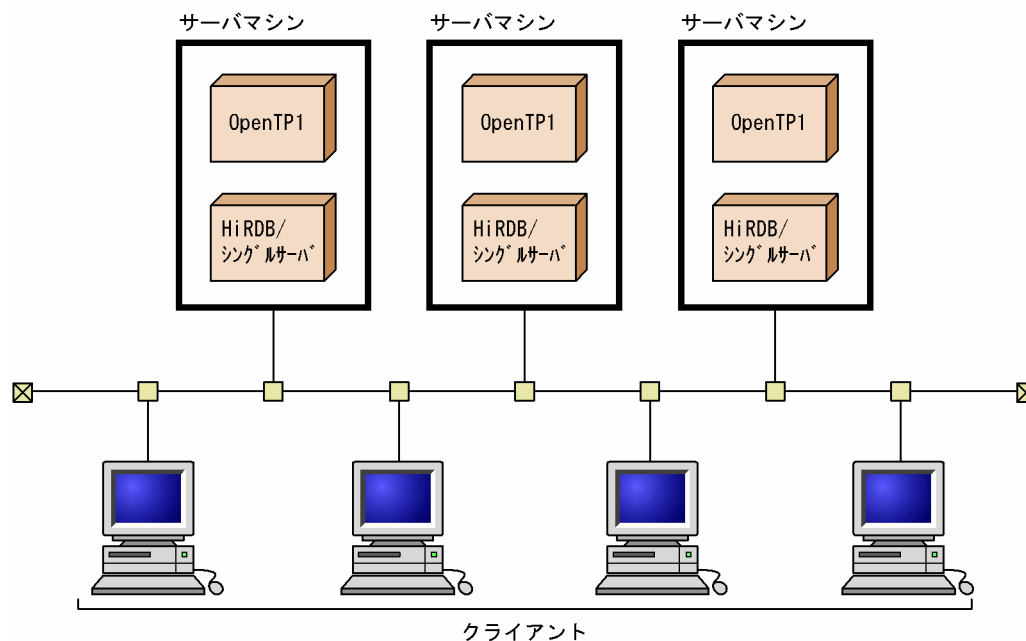 サーバマシン
サーバマシン
サーバマシン
OpenTP1
OpenTP1
OpenTP1
HiRDB/
ｼﾝｸﾞﾙｻｰﾊﾞ
HiRDB/
ｼﾝｸﾞﾙｻｰﾊﾞ
HiRDB/
ｼﾝｸﾞﾙｻｰﾊﾞ
クライアント